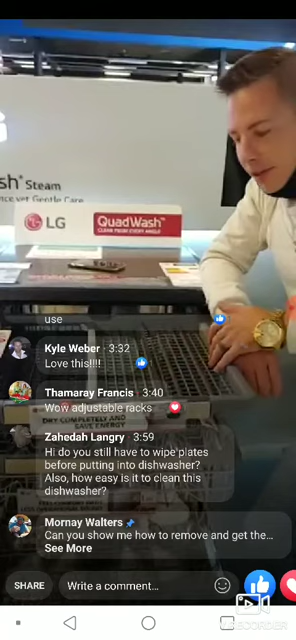 sh® Steam
LG
QuadWash™
CLEAN FROM EVERY ANGLE
use
Kyle Weber · 3:32
Love this!!!!
Thamaray Francis · 3:40
Wow adjustable racks
DRY COMPLETELY AND
SAVE ENERGY
Zahedah Langry · 3:59
Hi do you still have to wipe plates
before putting into dishwasher?
Also, how easy is it to clean this
dishwasher?
Mornay Walters
Can you show me how to remove and get the...
See More
SHARE
Write a comment...